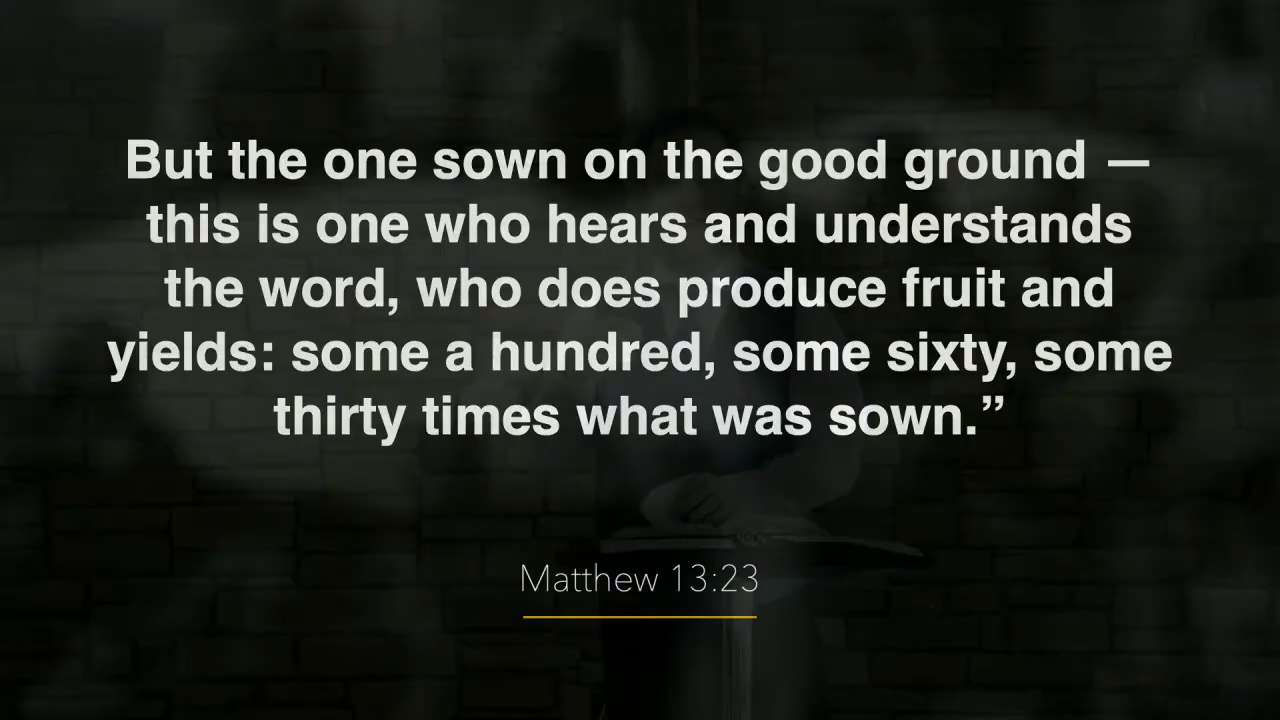 But the one sown on the good ground —
this is one who hears and understands
the word, who does produce fruit and
yields: some a hundred, some sixty, some
thirty times what was sown.”
Matthew 13:23